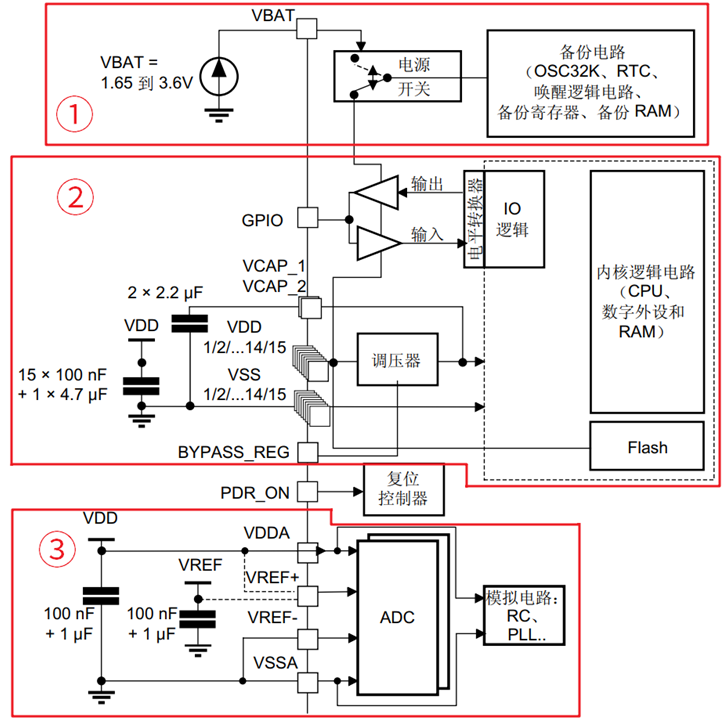 VBAT
VBAT =
1.65 到 3.6V
①
电源
开关
备份电路
（OSC32K、RTC、
唤醒逻辑电路、
备份寄存器、备份 RAM）
②
GPIO
输出
输入
电平转换器
IO
逻辑
内核逻辑电路
（CPU、
数字外设和
RAM）
VCAP_1
VCAP_2
2 × 2.2 μF
VDD
VDD
1/2/...14/15
调压器
15 × 100 nF
+ 1 × 4.7 μF
VSS
1/2/...14/15
Flash
BYPASS_REG
PDR_ON
复位
控制器
③
VDD
VDDA
VREF
VREF+
100 nF
+ 1 μF
100 nF
+ 1 μF
VREF-
ADC
模拟电路：
RC、
PLL..
VSSA